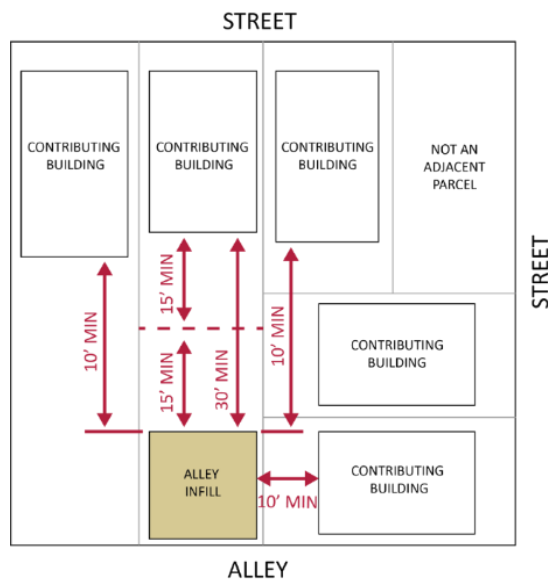 STREET
CONTRIBUTING
BUILDING
CONTRIBUTING
BUILDING
CONTRIBUTING
BUILDING
NOT AN
ADJACENT
PARCEL
STREET
15' MIN
10' MIN
15' MIN
30' MIN
10' MIN
CONTRIBUTING
BUILDING
ALLEY
INFILL
10' MIN
CONTRIBUTING
BUILDING
ALLEY